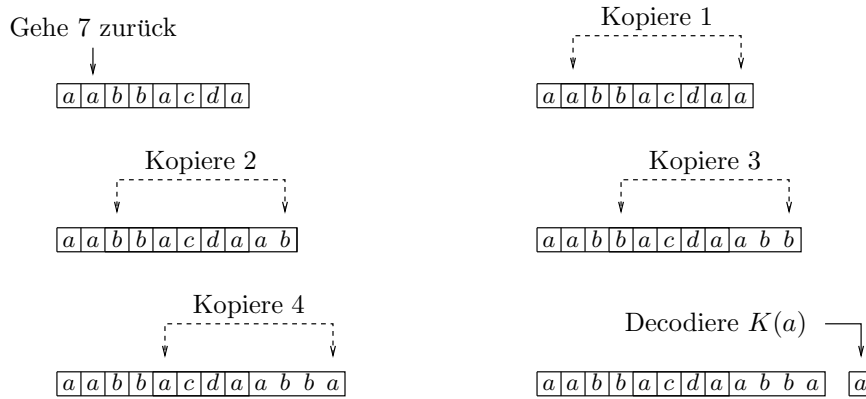 Gehe 7 zurück
a a b b a c d a
Kopiere 1
a a b b a c d a a
Kopiere 2
a a b b a c d a a b
Kopiere 3
a a b b a c d a a b b
Kopiere 4
a a b b a c d a a b b a
Decodiere K(a)
a a b b a c d a a b b a a